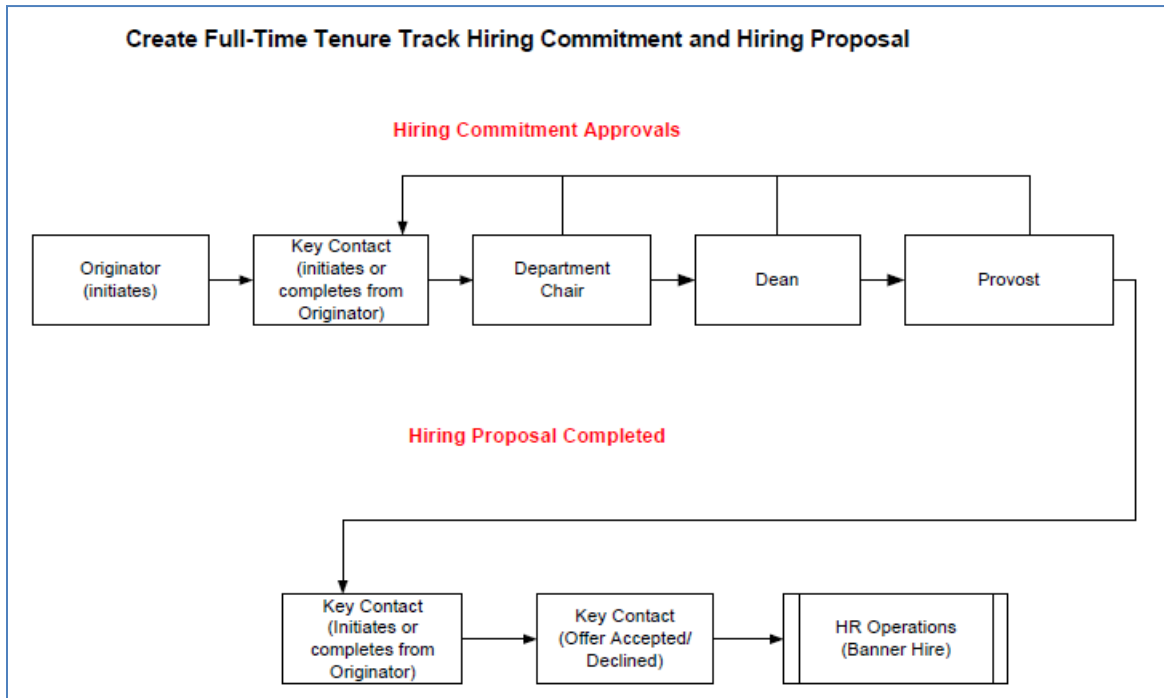 Create Full-Time Tenure Track Hiring Commitment and Hiring Proposal
Hiring Commitment Approvals
Originator
(initiates)
Key Contact
(initiates or
completes from
Originator)
Department
Chair
Dean
Provost
Hiring Proposal Completed
Key Contact
(Initiates or
completes from
Originator)
Key Contact
(Offer Accepted/
Declined)
HR Operations
(Banner Hire)